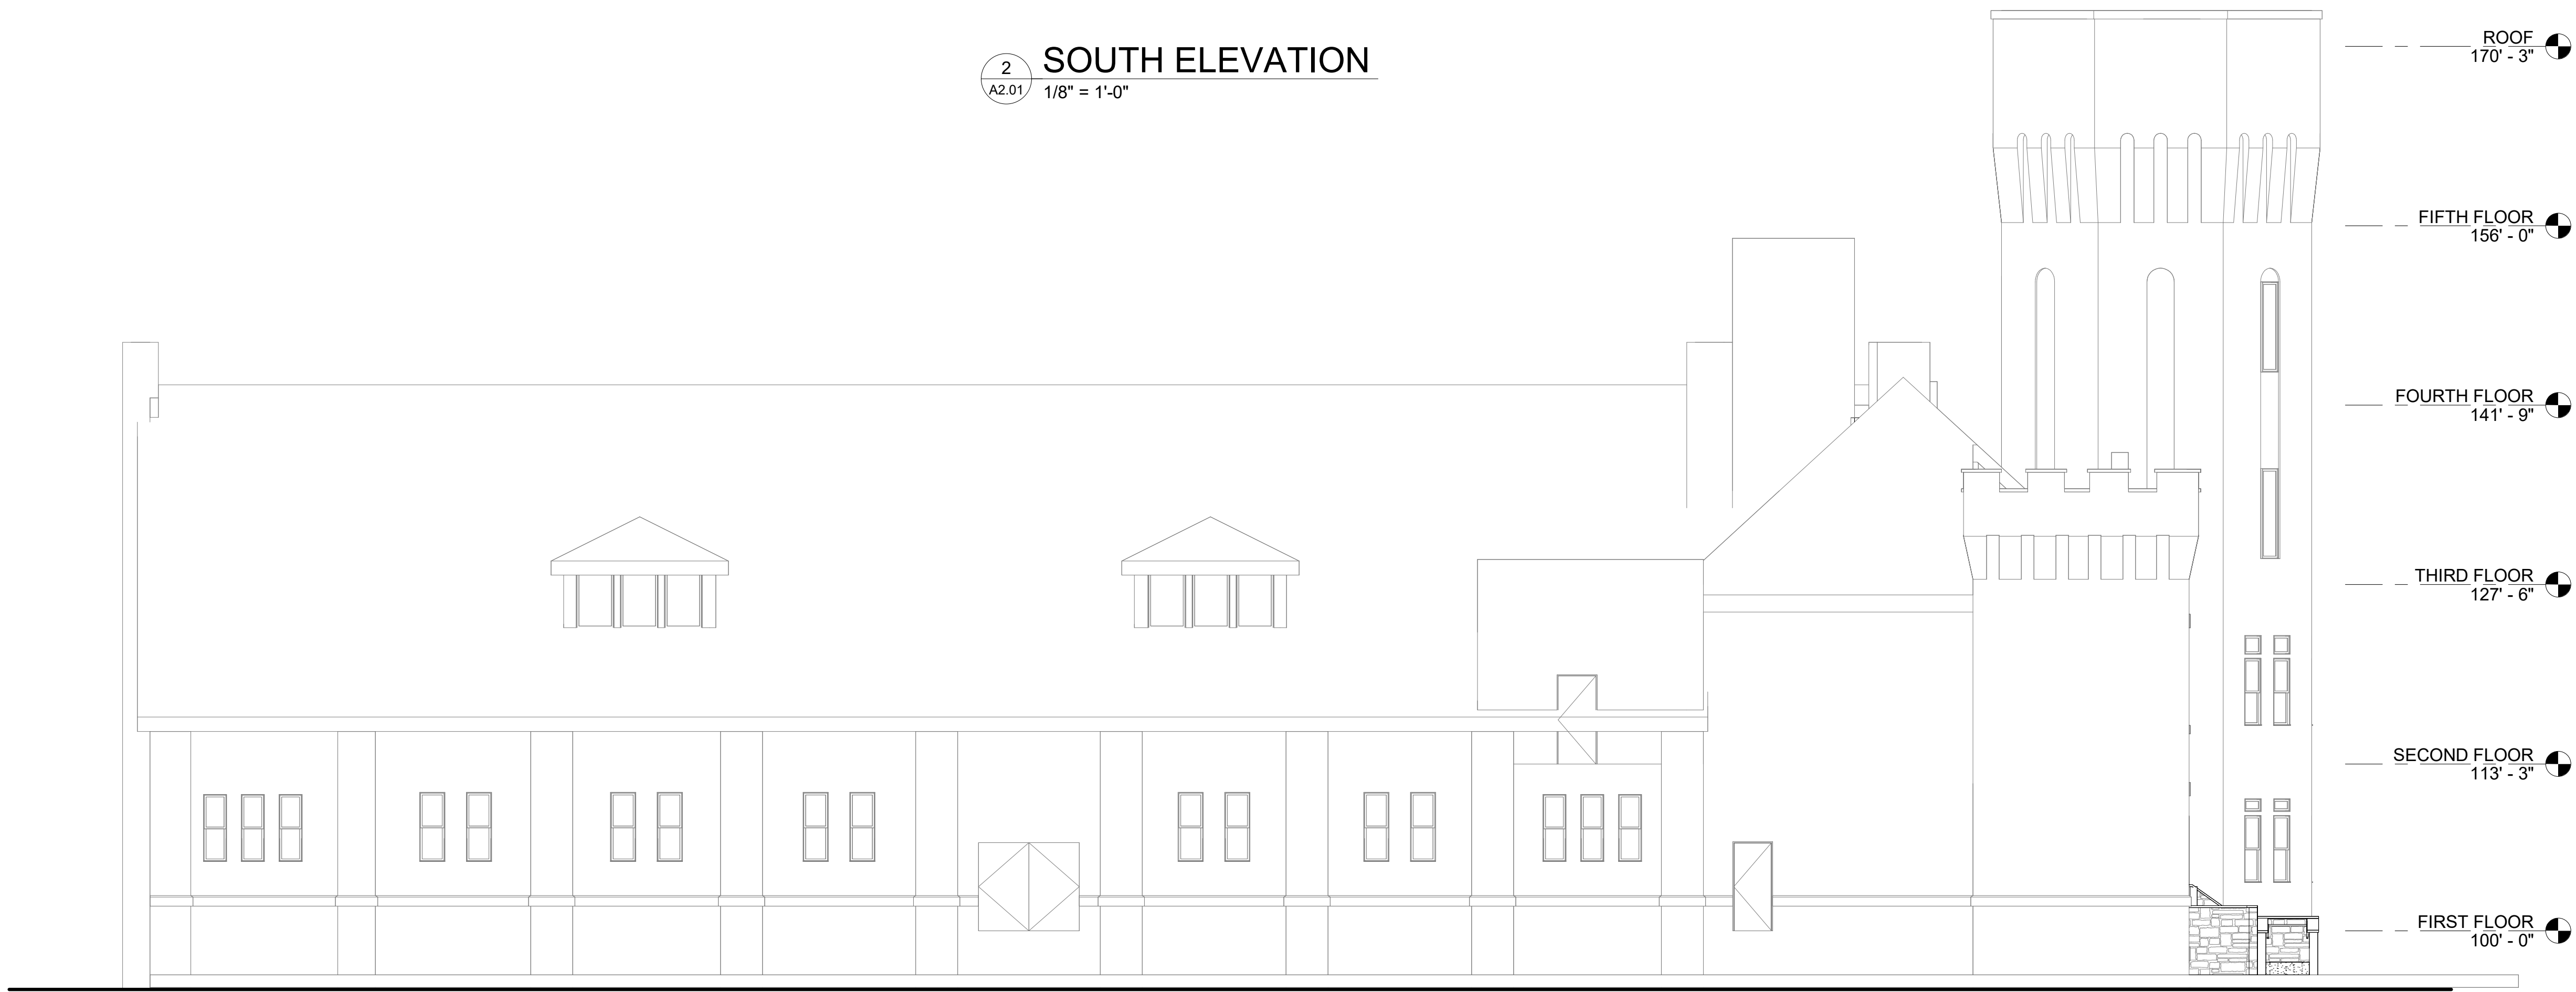 2
A2.01
SOUTH ELEVATION
1/8" = 1'-0"
ROOF
170' - 3"
FIFTH FLOOR
156' - 0"
FOURTH FLOOR
141' - 9"
THIRD FLOOR
127' - 6"
SECOND FLOOR
113' - 3"
FIRST FLOOR
100' - 0"